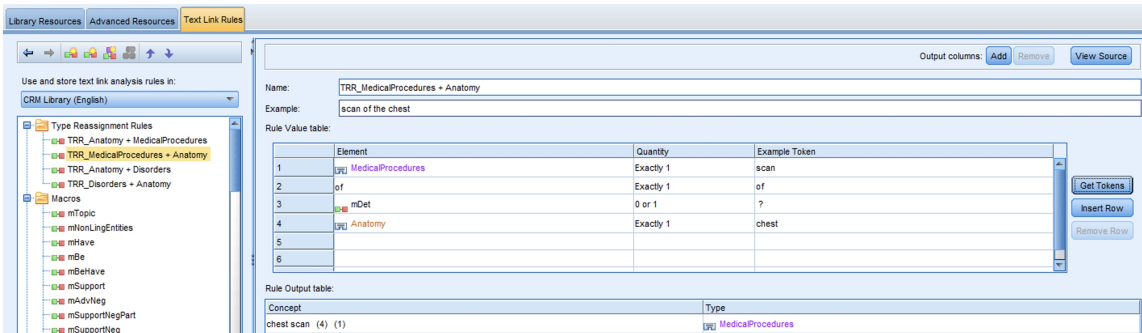 Library Resources Advanced Resources Text Link Rules
Output columns: Add Remove View Source
Use and store text link analysis rules in:
CRM Library (English)
Type Reassignment Rules
TRR_Anatomy + MedicalProcedures
TRR_MedicalProcedures + Anatomy
TRR_Anatomy + Disorders
TRR_Disorders + Anatomy
Macros
mTopic
mNonLingEntities
mHave
mBe
mBeHave
mSupport
mAdvNeg
mSupportNegPart
mSupportNeg
Name: TRR_MedicalProcedures + Anatomy
Example: scan of the chest
Rule Value table:
Element Quantity Example Token
1 MedicalProcedures Exactly 1 scan
2 of Exactly 1 of
3 mDet 0 or 1 ?
4 Anatomy Exactly 1 chest
5
6
Get Tokens
Insert Row
Remove Row
Rule Output table:
Concept Type
chest scan (4) (1) MedicalProcedures